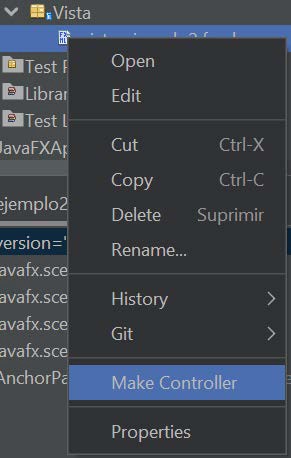 Vista
Open
Test
Edit
Librar
Test L
Cut Ctrl-X
JavaFXAp
Copy Ctrl-C
ejemplo2
Delete Suprimir
version="
Rename...
avafx.sce
History
avafx.sce
avafx.sce
Git
avafx.sce
AnchorPa
Make Controller
Properties